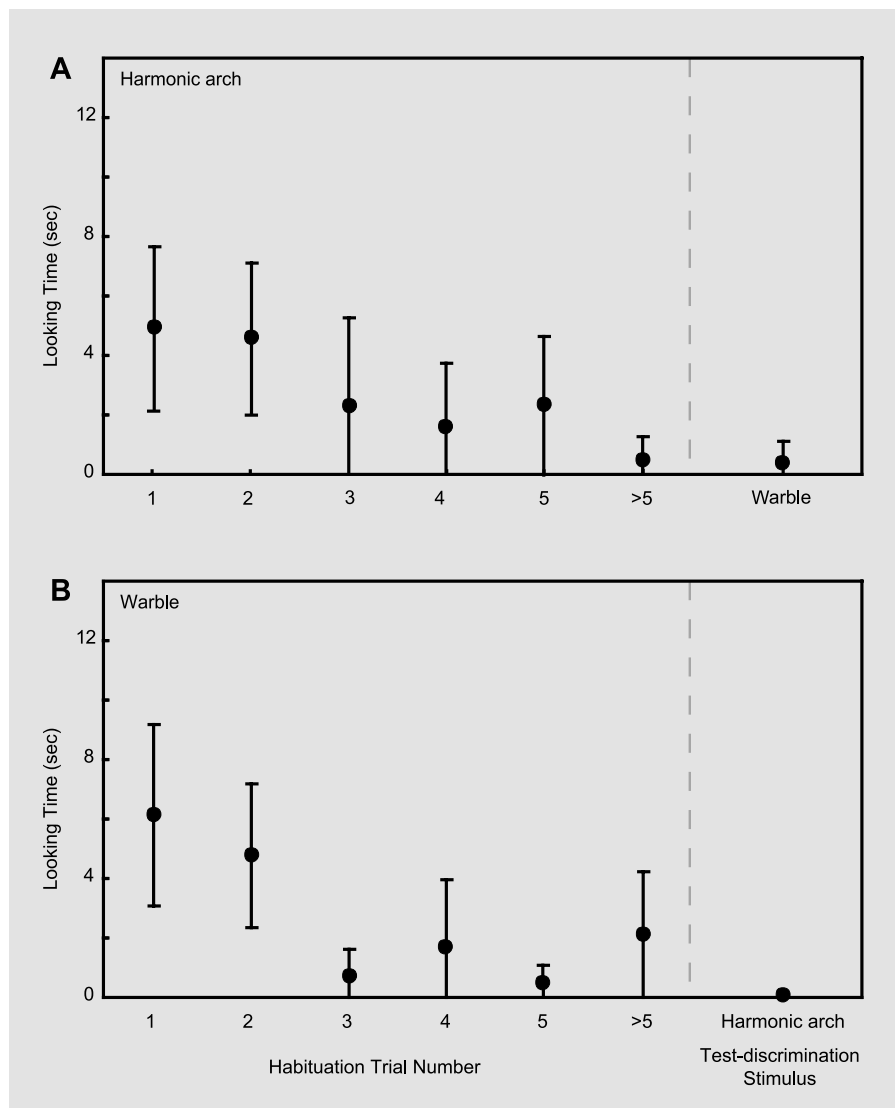 A
Harmonic arch
12
8
4
0
Looking Time (sec)
1 2 3 4 5 >5 Warble
B
Warble
12
8
4
0
Looking Time (sec)
1 2 3 4 5 >5 Harmonic arch
Habituation Trial Number
Test-discrimination
Stimulus